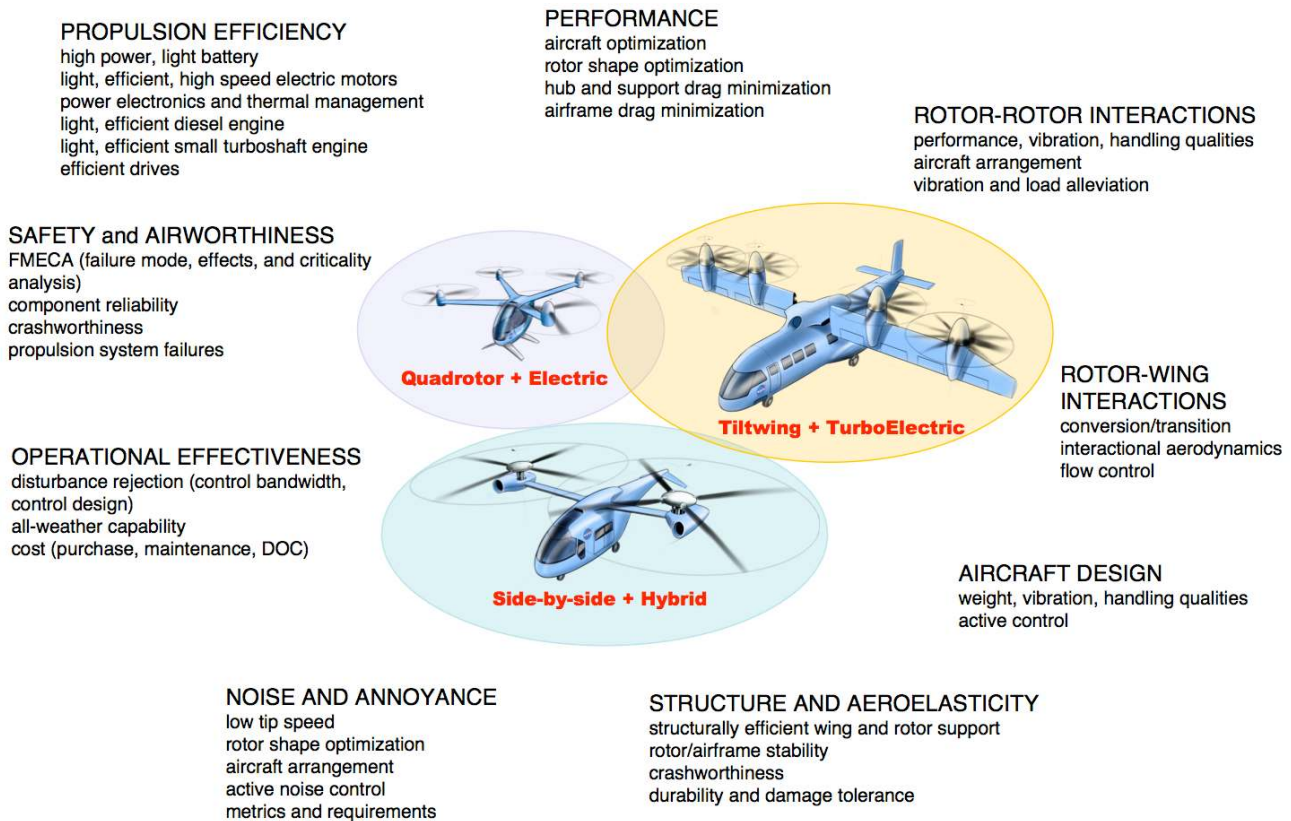 PROPULSION EFFICIENCY
high power, light battery
light, efficient, high speed electric motors
power electronics and thermal management
light, efficient diesel engine
light, efficient small turboshaft engine
efficient drives
PERFORMANCE
aircraft optimization
rotor shape optimization
hub and support drag minimization
airframe drag minimization
ROTOR-ROTOR INTERACTIONS
performance, vibration, handling qualities
aircraft arrangement
vibration and load alleviation
SAFETY and AIRWORTHINESS
FMECA (failure mode, effects, and criticality
analysis)
component reliability
crashworthiness
propulsion system failures
Quadrotor + Electric
Tiltwing + TurboElectric
ROTOR-WING
INTERACTIONS
conversion/transition
interactional aerodynamics
flow control
OPERATIONAL EFFECTIVENESS
disturbance rejection (control bandwidth,
control design)
all-weather capability
cost (purchase, maintenance, DOC)
Side-by-side + Hybrid
AIRCRAFT DESIGN
weight, vibration, handling qualities
active control
NOISE AND ANNOYANCE
low tip speed
rotor shape optimization
aircraft arrangement
active noise control
metrics and requirements
STRUCTURE AND AEROELASTICITY
structurally efficient wing and rotor support
rotor/airframe stability
crashworthiness
durability and damage tolerance